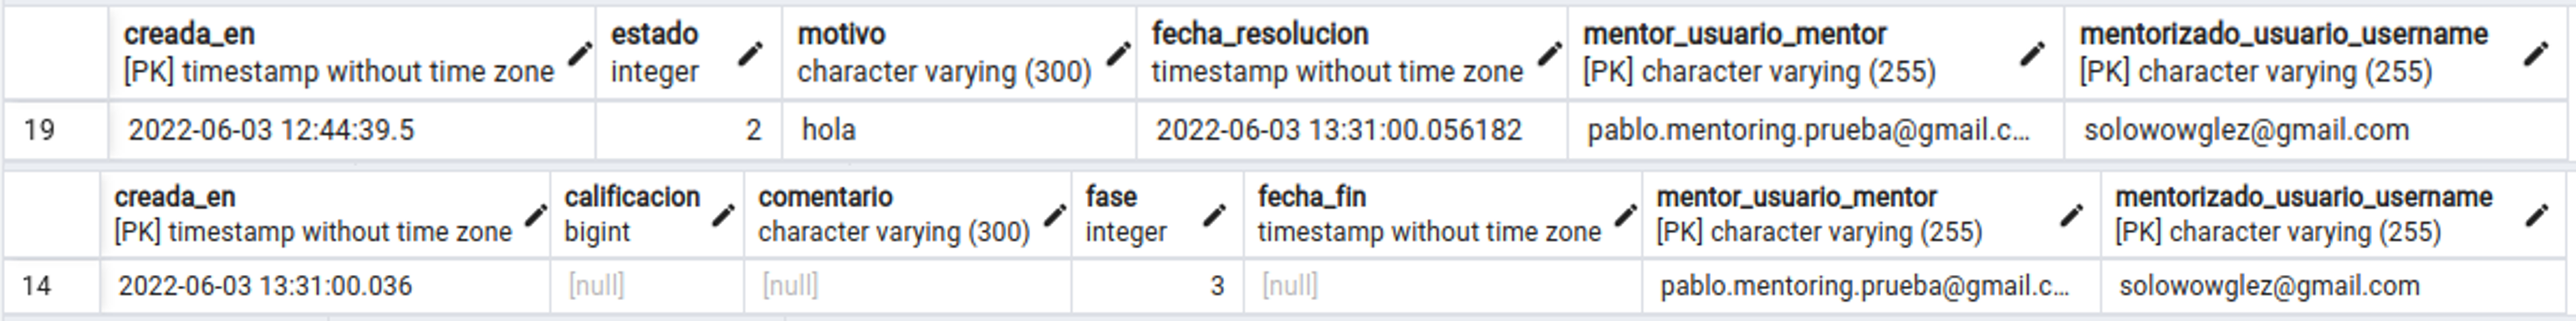 creada_en estado motivo fecha_resolucion mentor_usuario_mentor mentorizado_usuario_username
[PK] timestamp without time zone integer character varying (300) timestamp without time zone [PK] character varying (255) [PK] character varying (255)
19 2022-06-03 12:44:39.5 2 hola 2022-06-03 13:31:00.056182 pablo.mentoring.prueba@gmail.c... solowowglez@gmail.com
creada_en calificacion comentario fase fecha_fin mentor_usuario_mentor mentorizado_usuario_username
[PK] timestamp without time zone bigint character varying (300) integer timestamp without time zone [PK] character varying (255) [PK] character varying (255)
14 2022-06-03 13:31:00.036 [null] [null] 3 [null] pablo.mentoring.prueba@gmail.c... solowowglez@gmail.com